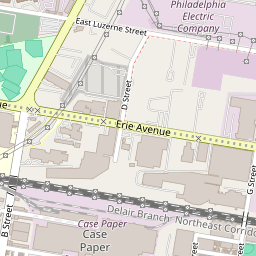 Philadelphia
Electric
Company
East Luzerne Street
D Street
Erie Avenue
B Street
G Street
Delair Branch
Northeast Corrido
Case Paper
Case
Paper